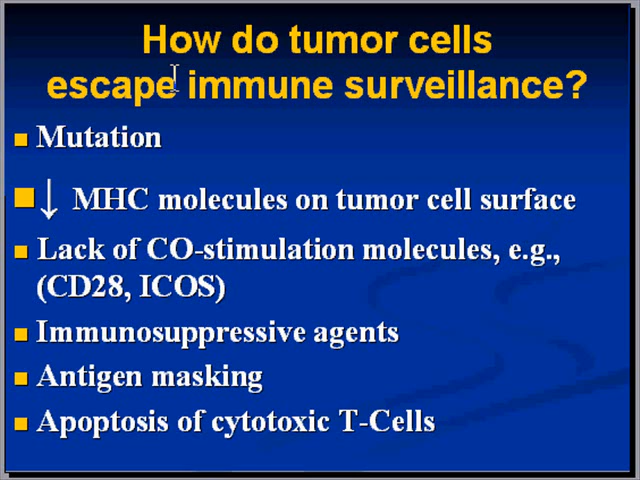 How do tumor cells
escape immune surveillance?
■ Mutation
■ ↓ MHC molecules on tumor cell surface
■ Lack of CO-stimulation molecules, e.g.,
(CD28, ICOS)
■ Immunosuppressive agents
■ Antigen masking
■ Apoptosis of cytotoxic T-Cells